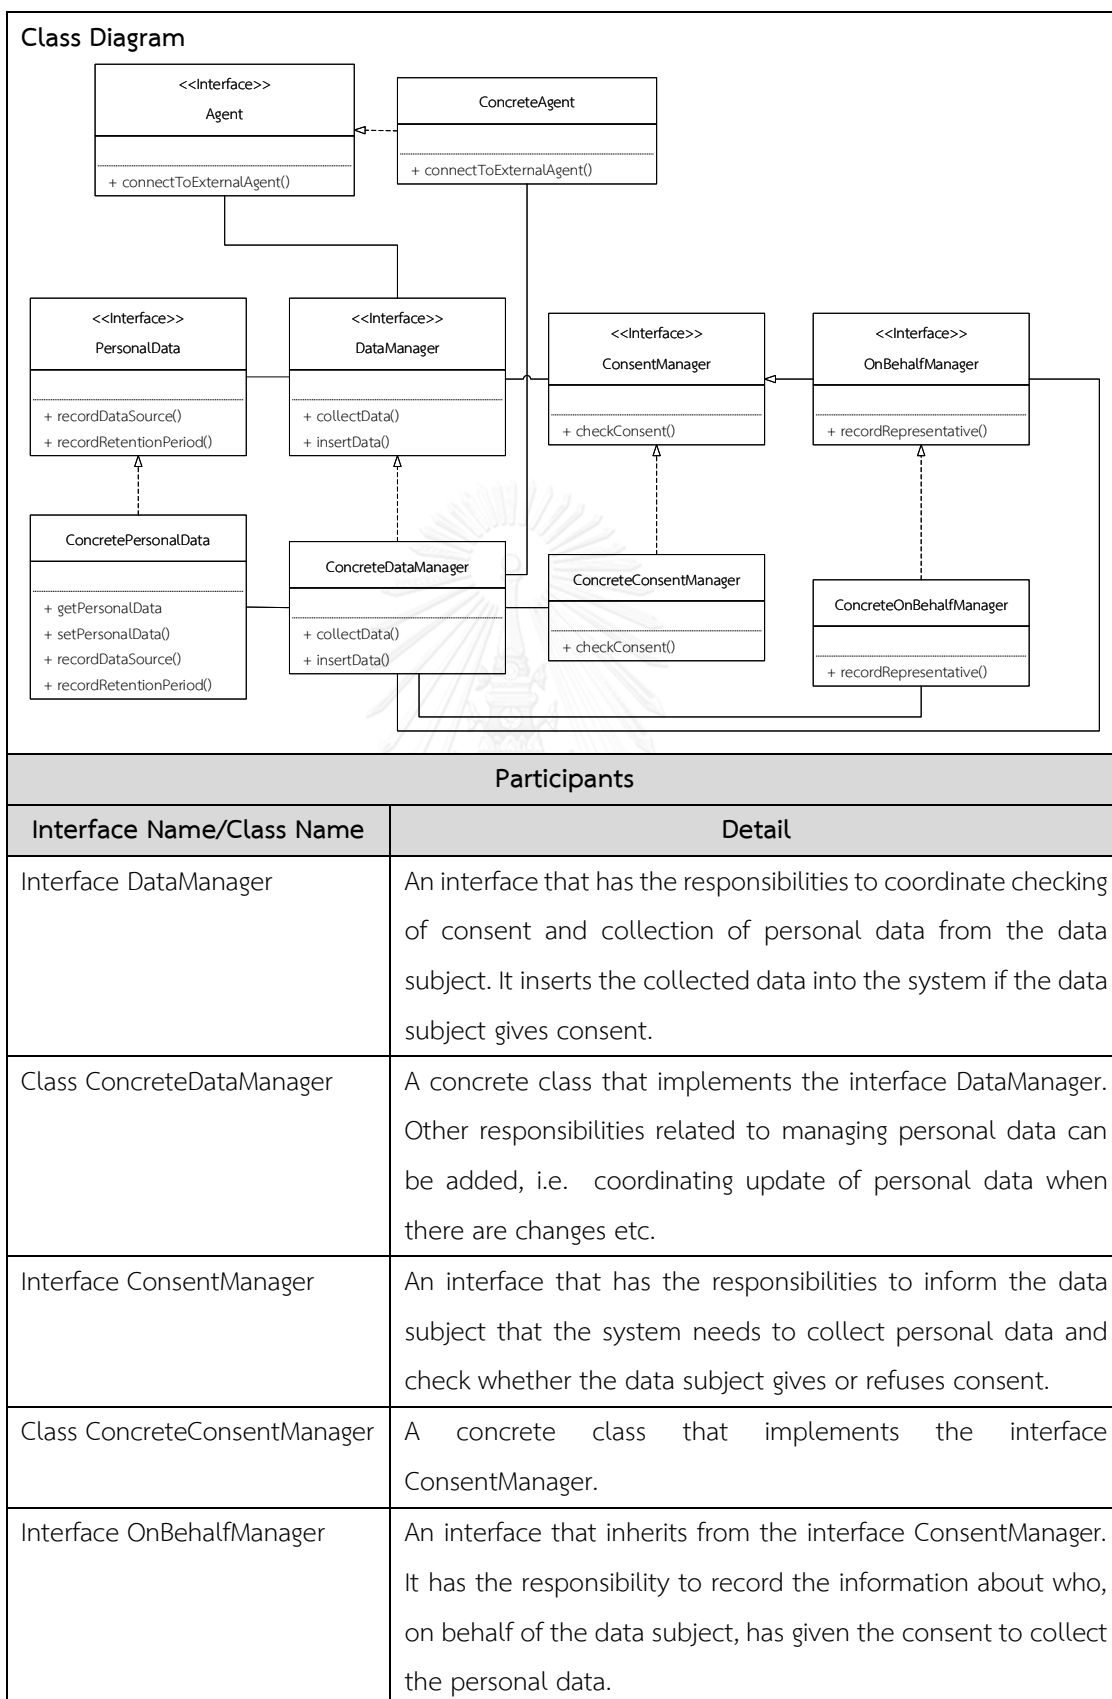 Class Diagram
<<Interface>>
Agent
+ connectToExternalAgent()
ConcreteAgent
+ connectToExternalAgent()
<<Interface>>
PersonalData
+ recordDataSource()
+ recordRetentionPeriod()
<<Interface>>
DataManager
+ collectData()
+ insertData()
<<Interface>>
ConsentManager
+ checkConsent()
<<Interface>>
OnBehalfManager
+ recordRepresentative()
ConcretePersonalData
+ getPersonalData
+ setPersonalData()
+ recordDataSource()
+ recordRetentionPeriod()
ConcreteDataManager
+ collectData()
+ insertData()
ConcreteConsentManager
+ checkConsent()
ConcreteOnBehalfManager
+ recordRepresentative()
Participants
Interface Name/Class Name
Detail
Interface DataManager
An interface that has the responsibilities to coordinate checking
of consent and collection of personal data from the data
subject. It inserts the collected data into the system if the data
subject gives consent.
Class ConcreteDataManager
A concrete class that implements the interface DataManager.
Other responsibilities related to managing personal data can
be added, i.e. coordinating update of personal data when
there are changes etc.
Interface ConsentManager
An interface that has the responsibilities to inform the data
subject that the system needs to collect personal data and
check whether the data subject gives or refuses consent.
Class ConcreteConsentManager
A concrete class that implements the interface
ConsentManager.
Interface OnBehalfManager
An interface that inherits from the interface ConsentManager.
It has the responsibility to record the information about who,
on behalf of the data subject, has given the consent to collect
the personal data.